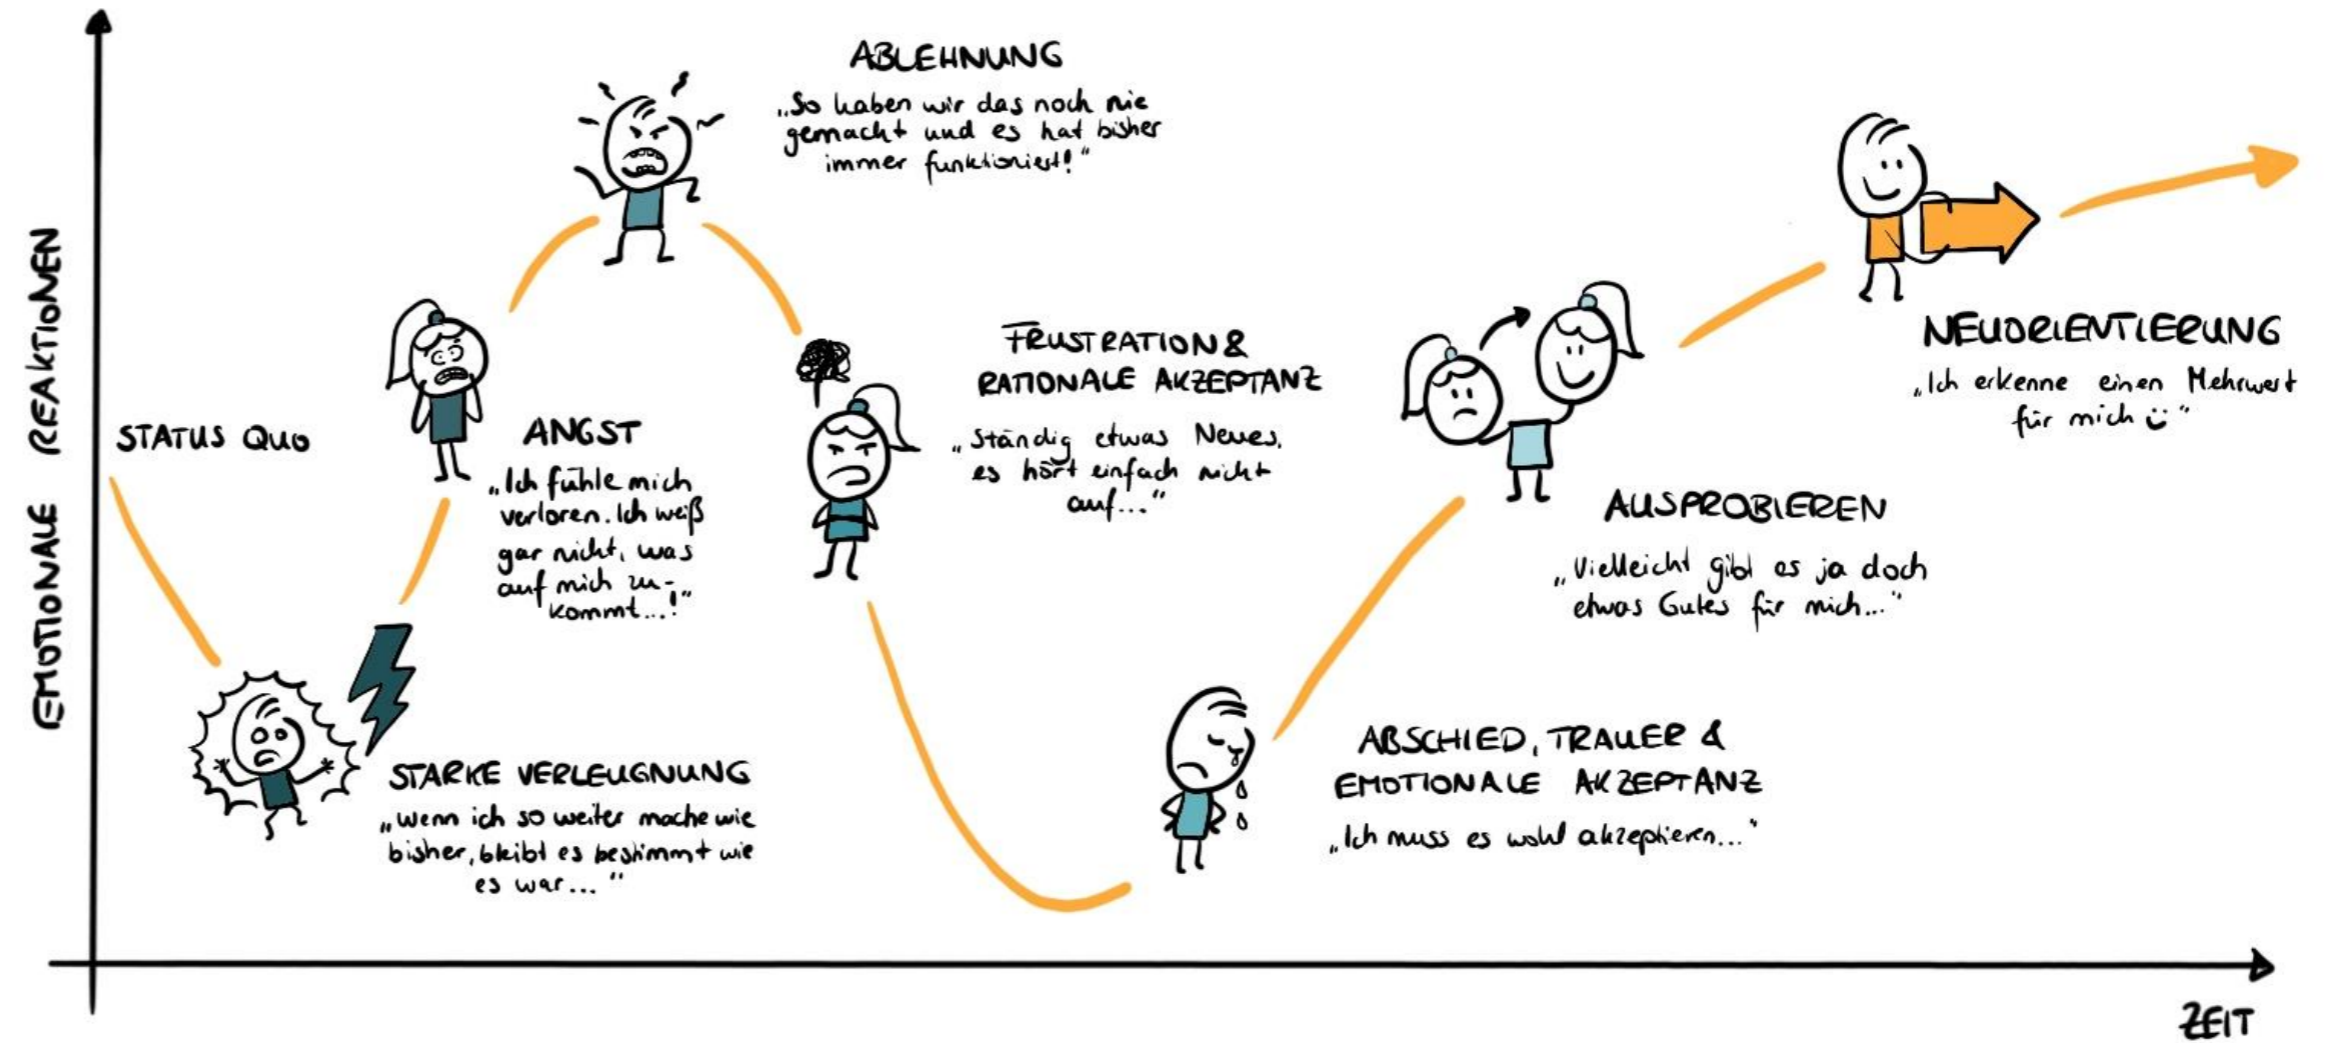 EMOTIONALE REAKTIONEN
STATUS QUO
STARKE VERLEUGNUNG
„Wenn ich so weiter mache wie
bisher, bleibt es bestimmt wie
es war..."
ANGST
„Ich fühle mich
verloren. Ich weiß
gar nicht, was
auf mich zu-
kommt...!"
ABLEHNUNG
„So haben wir das noch nie
gemacht und es hat bisher
immer funktioniert!"
FRUSTRATION &
RATIONALE AKZEPTANZ
„Ständig etwas Neues,
es hört einfach nicht
auf..."
ABSCHIED, TRAUER &
EMOTIONALE AKZEPTANZ
„Ich muss es wohl akzeptieren..."
AUSPROBIEREN
„Vielleicht gibt es ja doch
etwas Gutes für mich..."
NEUORIENTIERUNG
„Ich erkenne einen Mehrwert
für mich ü"
ZEIT